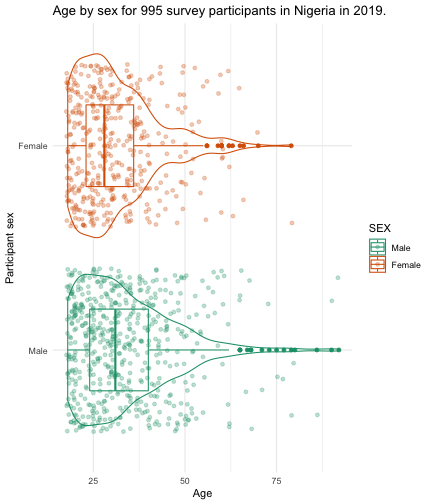 Age by sex for 995 survey participants in Nigeria in 2019.
Participant sex
Female
Male
SEX
Male
Female
25
50
75
Age